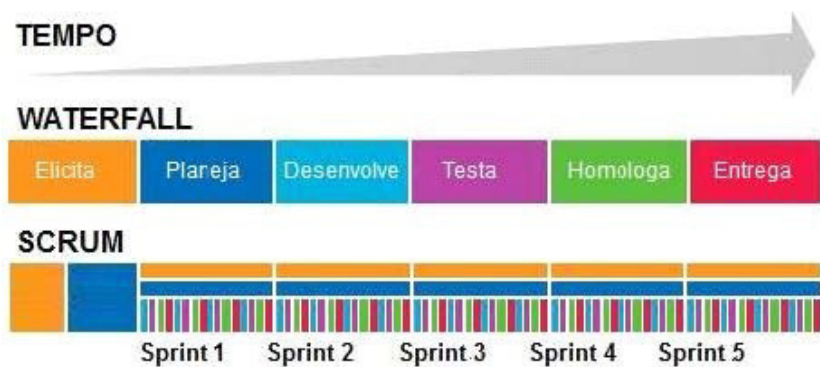 TEMPO
WATERFALL
Elicita Planeja Desenvolve Testa Homologa Entrega
SCRUM
Sprint 1 Sprint 2 Sprint 3 Sprint 4 Sprint 5